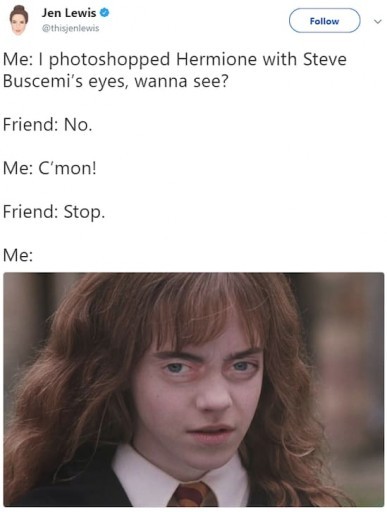 Jen Lewis
@thisjenlewis
Follow
Me: I photoshopped Hermione with Steve
Buscemi's eyes, wanna see?
Friend: No.
Me: C'mon!
Friend: Stop.
Me: